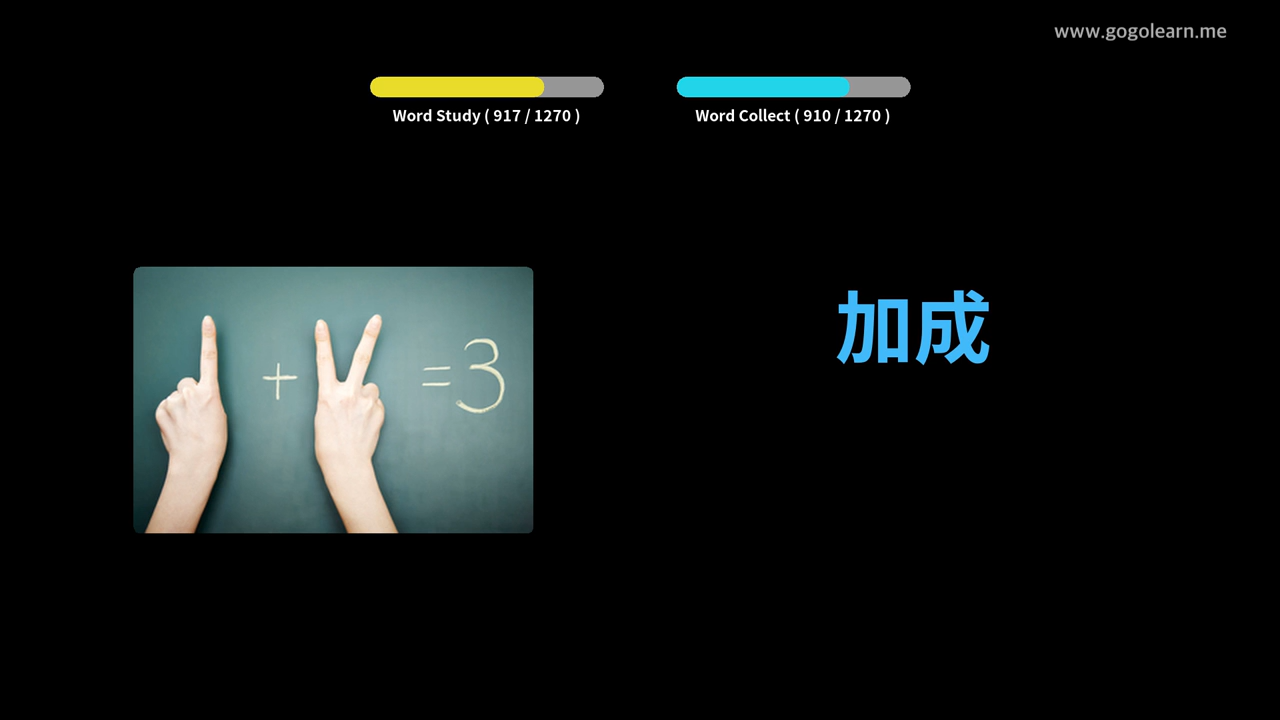 www.gogolearn.me
Word Study ( 917 / 1270 )
Word Collect ( 910 / 1270 )
+ =3
加成